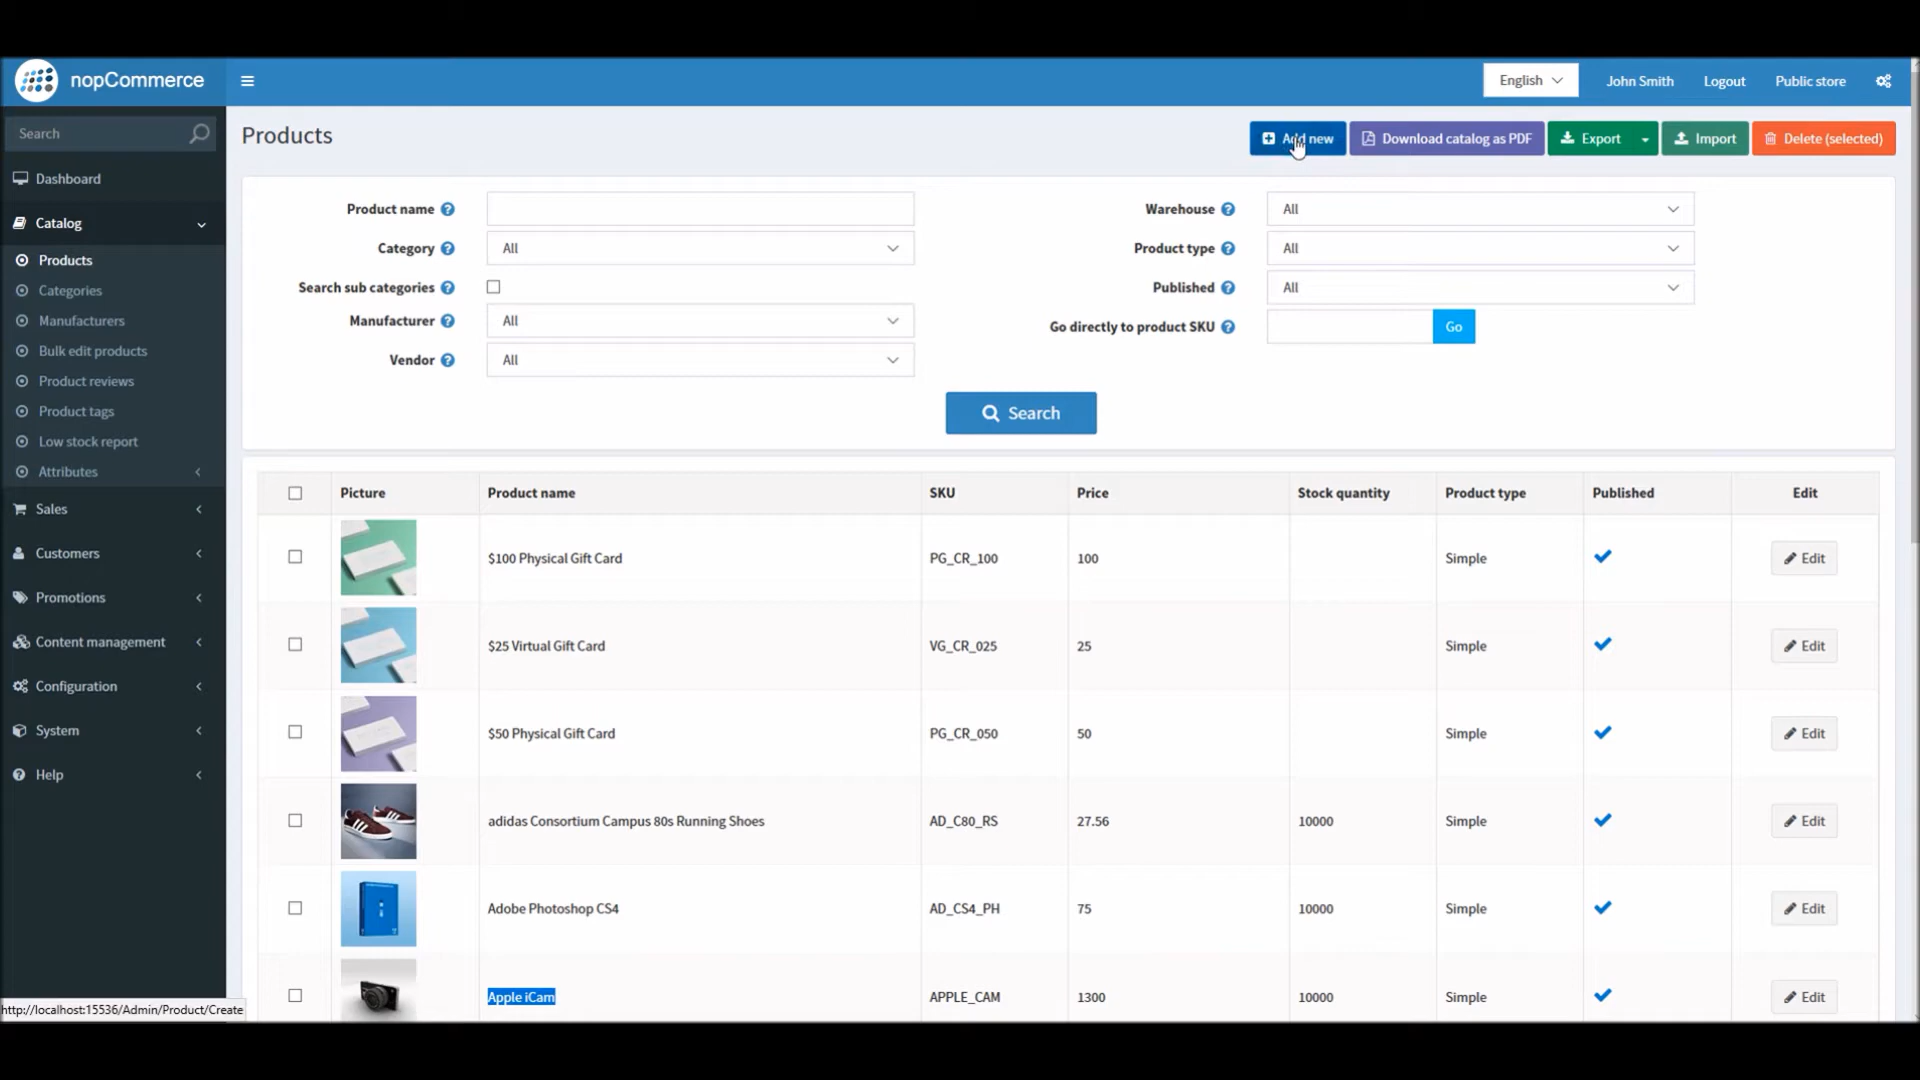 nopCommerce
English
John Smith
Logout
Public store
Search
Dashboard
Catalog
Products
Categories
Manufacturers
Bulk edit products
Product reviews
Product tags
Low stock report
Attributes
Sales
Customers
Promotions
Content management
Configuration
System
Help
Products
Add new
Download catalog as PDF
Export
Import
Delete (selected)
Product name
Category All
Search sub categories
Manufacturer All
Vendor All
Warehouse All
Product type All
Published All
Go directly to product SKU Go
Search
Picture Product name SKU Price Stock quantity Product type Published Edit
$100 Physical Gift Card PG_CR_100 100 Simple Edit
$25 Virtual Gift Card VG_CR_025 25 Simple Edit
$50 Physical Gift Card PG_CR_050 50 Simple Edit
adidas Consortium Campus 80s Running Shoes AD_C80_RS 27.56 10000 Simple Edit
Adobe Photoshop CS4 AD_CS4_PH 75 10000 Simple Edit
Apple iCam APPLE_CAM 1300 10000 Simple Edit
http://localhost:15536/Admin/Product/Create